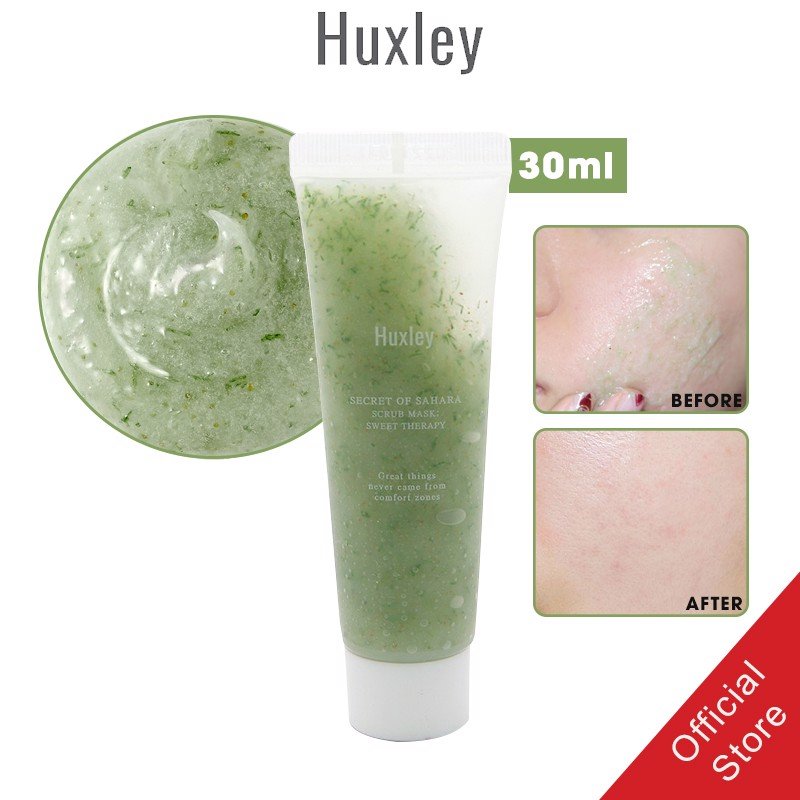 Huxley
30ml
Huxley
SECRET OF SAHARA
SCRUB MASK;
SWEET THERAPY
Great things
never came from
comfort zones
BEFORE
AFTER
Official
Store